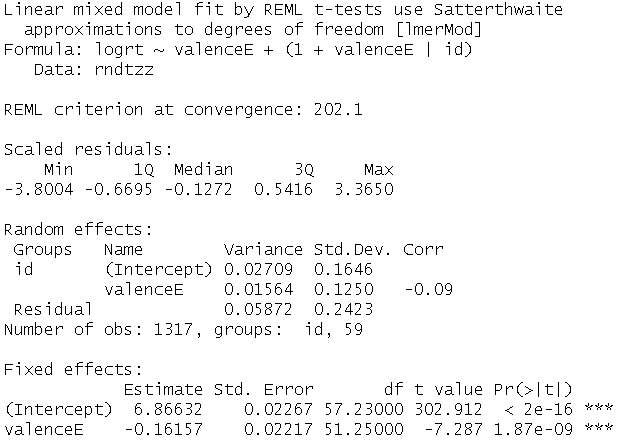 Linear mixed model fit by REML t-tests use Satterthwaite
  approximations to degrees of freedom [lmerMod]
Formula: logrt ~ valenceE + (1 + valenceE | id)
   Data: rndtzz

REML criterion at convergence: 202.1

Scaled residuals:
    Min      1Q  Median      3Q     Max
-3.8004 -0.6695 -0.1272  0.5416  3.3650

Random effects:
 Groups   Name        Variance Std.Dev. Corr
 id       (Intercept) 0.02709  0.1646
          valenceE    0.01564  0.1250   -0.09
 Residual             0.05872  0.2423
Number of obs: 1317, groups:  id, 59

Fixed effects:
            Estimate Std. Error       df t value Pr(>|t|)
(Intercept)  6.86632    0.02267 57.23000 302.912  < 2e-16 ***
valenceE    -0.16157    0.02217 51.25000  -7.287 1.87e-09 ***